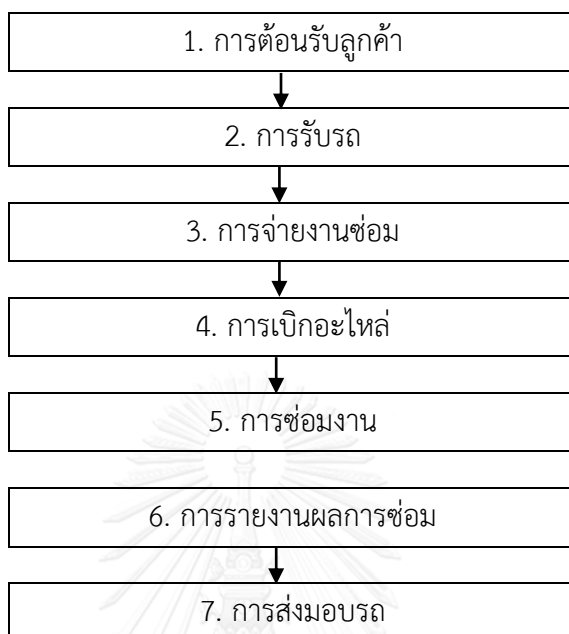 1. การต้อนรับลูกค้า
2. การรับรถ
3. การจ่ายงานซ่อม
4. การเบิกอะไหล่
5. การซ่อมงาน
6. การรายงานผลการซ่อม
7. การส่งมอบรถ